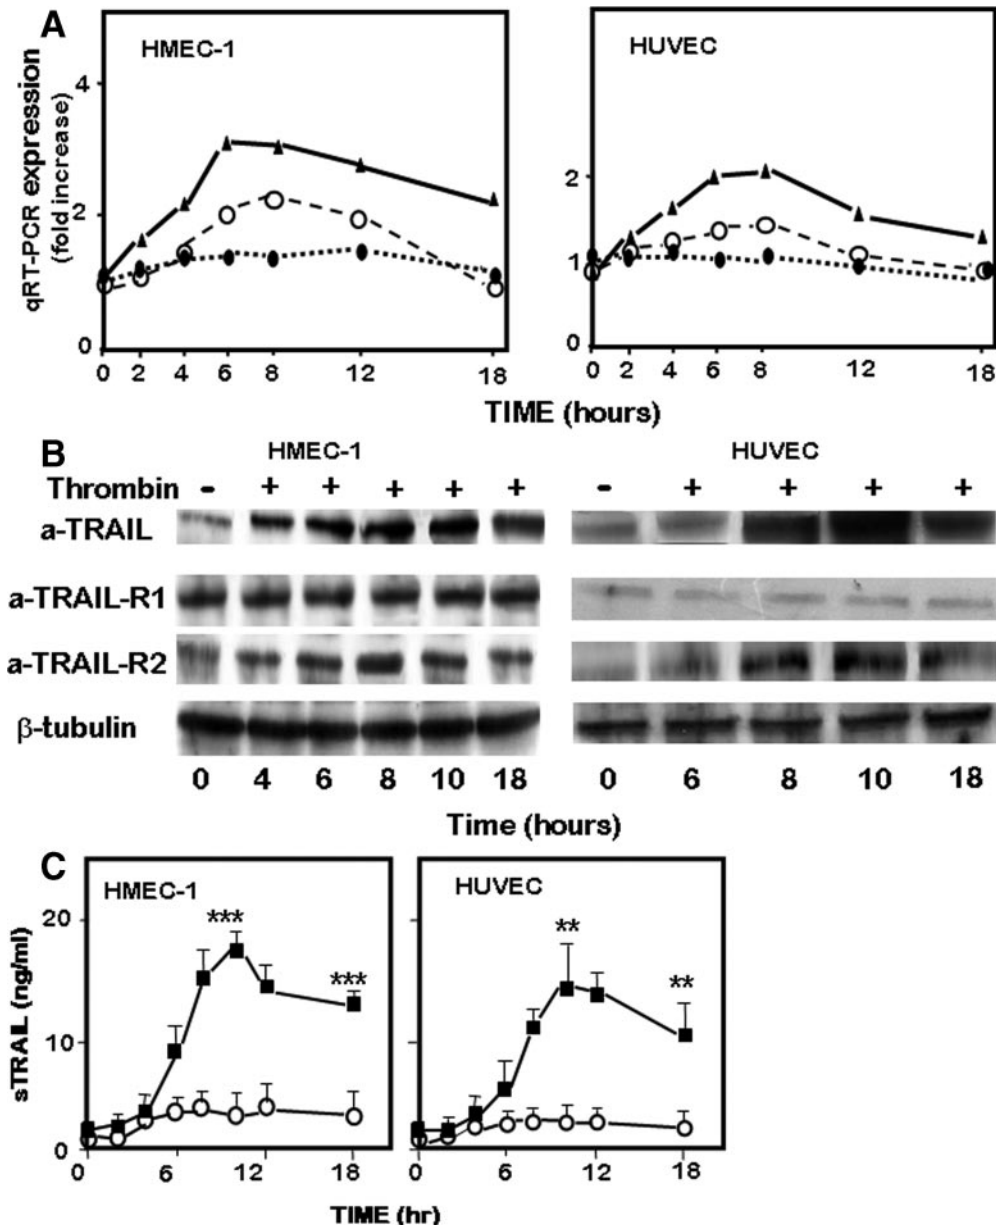 A
HMEC-1
HUVEC
qRT-PCR expression
(fold increase)
4
2
0
2
1
0
0 2 4 6 8 12 18
0 2 4 6 8 12 18
TIME (hours)
B
HMEC-1 HUVEC
Thrombin - + + + + + - + + + +
a-TRAIL
a-TRAIL-R1
a-TRAIL-R2
β-tubulin
0 4 6 8 10 18 0 6 8 10 18
Time (hours)
C
HMEC-1
HUVEC
sTRAIL (ng/ml)
20
10
0
*** ***
** **
0 6 12 18
0 6 12 18
TIME (hr)